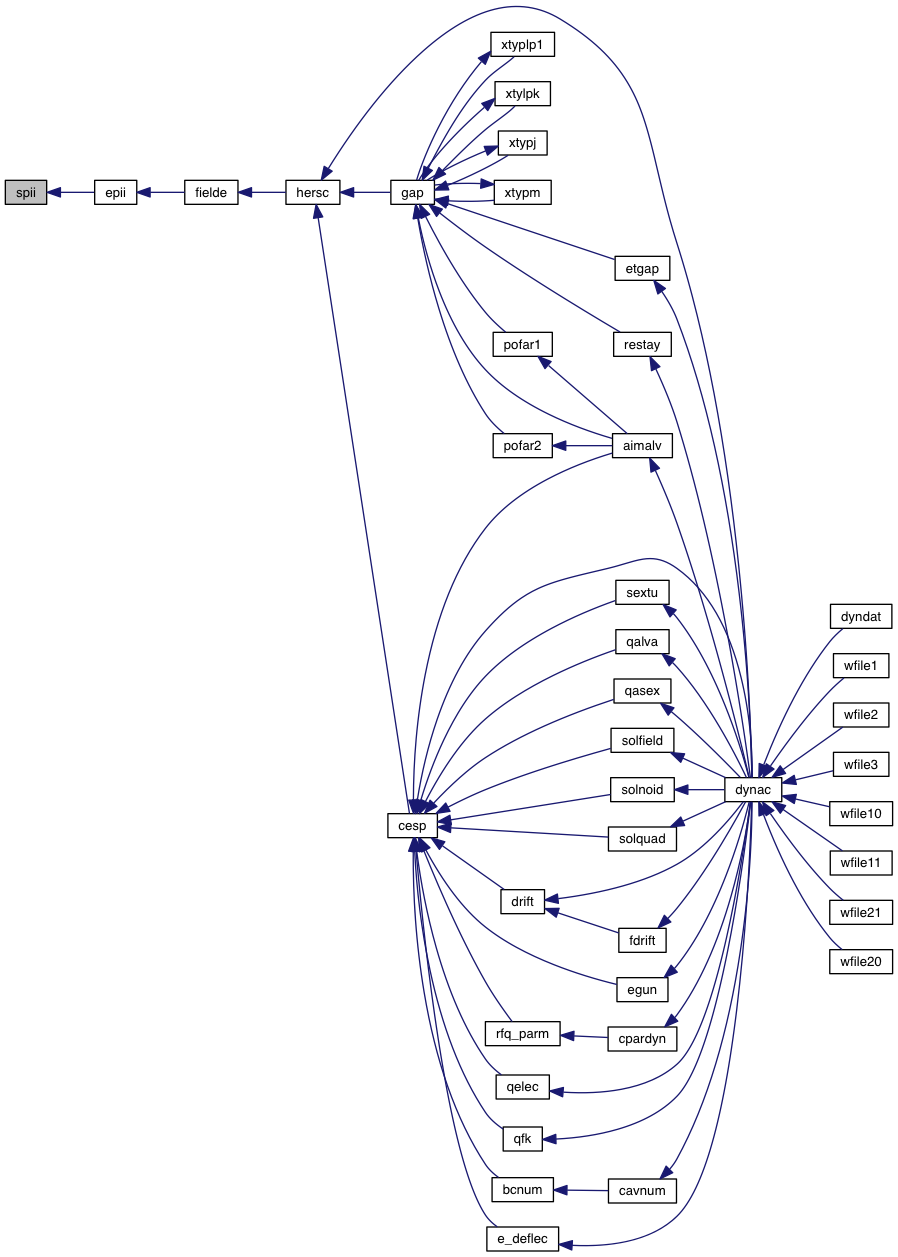 xtyplp1
xtylpk
xtypj
spii
epii
fielde
hersc
gap
xtypm
etgap
pofar1
restay
pofar2
aimalv
sextu
dyndat
qalva
wfile1
qasex
wfile2
solfield
wfile3
solnoid
dynac
wfile10
cesp
solquad
wfile11
drift
wfile21
fdrift
wfile20
egun
rfq_parm
cpardyn
qelec
qfk
bcnum
cavnum
e_deflec